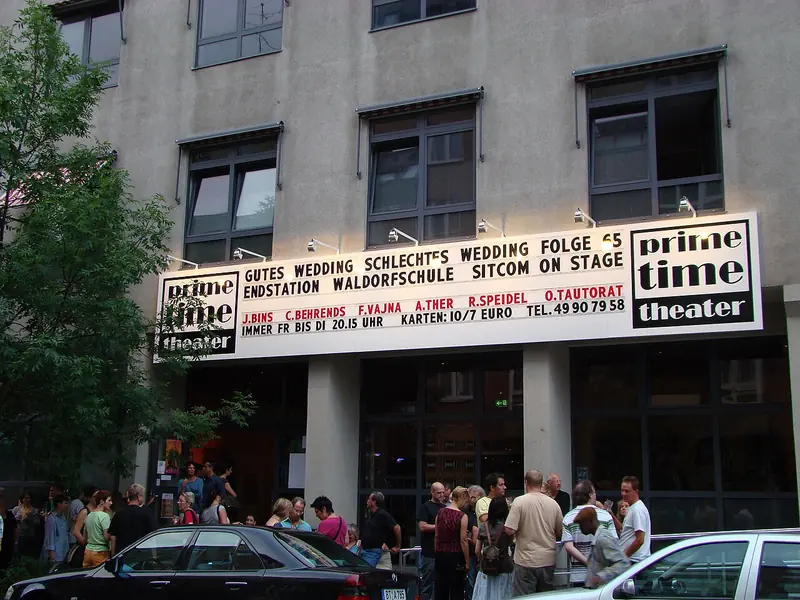 prime
time
theater
GUTES WEDDING SCHLECHTES WEDDING FOLGE 65
ENDSTATION WALDORFSCHULE SITCOM ON STAGE
J.BINS C.BEHRENDS F.VAJNA A.THER R.SPEIDEL O.TAUTORAT
IMMER FR BIS DI 20.15 UHR KARTEN: 10/7 EURO TEL. 49 90 79 58
prime
time
theater